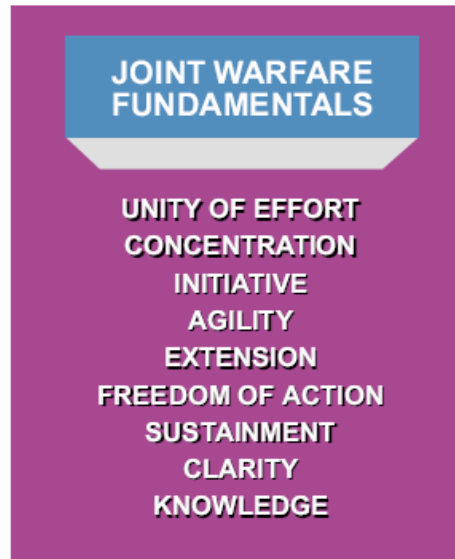 JOINT WARFARE
FUNDAMENTALS
UNITY OF EFFORT
CONCENTRATION
INITIATIVE
AGILITY
EXTENSION
FREEDOM OF ACTION
SUSTAINMENT
CLARITY
KNOWLEDGE